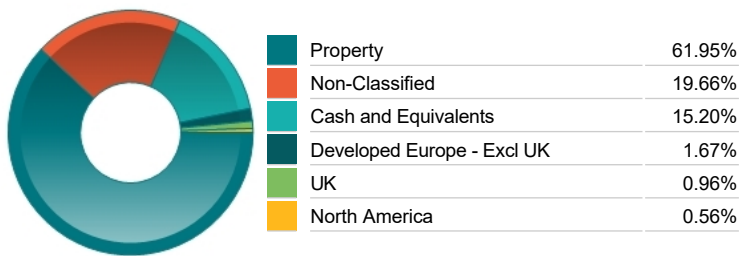 Property 61.95%
Non-Classified 19.66%
Cash and Equivalents 15.20%
Developed Europe - Excl UK 1.67%
UK 0.96%
North America 0.56%